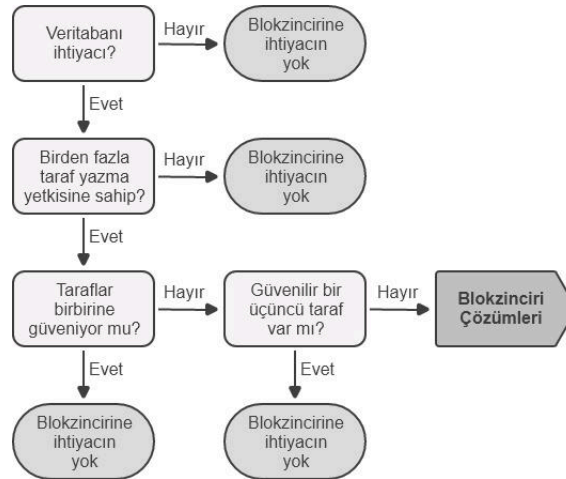 Veritabanı
ihtiyacı?
Hayır
Blokzincirine
ihtiyacın
yok
Evet
Birden fazla
taraf yazma
yetkisine sahip?
Hayır
Blokzincirine
ihtiyacın
yok
Evet
Taraflar
birbirine
güveniyor mu?
Hayır
Güvenilir bir
üçüncü taraf
var mı?
Hayır
Blokzinciri
Çözümleri
Evet
Evet
Blokzincirine
ihtiyacın
yok
Blokzincirine
ihtiyacın
yok